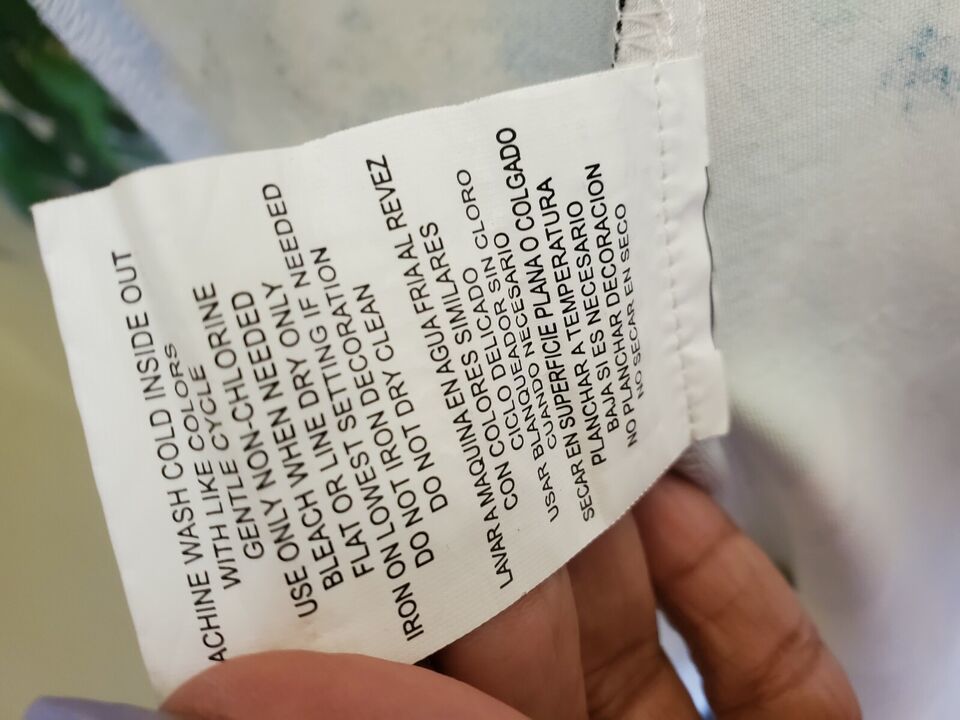 ACHINE WASH COLD INSIDE OUT
WITH LIKE COLORS
GENTLE CYCLE
USE ONLY NON-CHLORINE
BLEACH WHEN NEEDED
FLAT OR LINE DRY ONLY
IRON ON LOWEST SETTING IF NEEDED
DO NOT IRON DECORATION
DO NOT DRY CLEAN
LAVAR A MAQUINA EN AGUA FRIA AL REVEZ
CON COLORES SIMILARES
CICLO DELICADO
USAR BLANQUEADOR SIN CLORO
CUANDO NECESARIO
SECAR EN SUPERFICIE PLANA O COLGADO
PLANCHAR A TEMPERATURA
BAJA SI ES NECESARIO
NO PLANCHAR DECORACION
NO SECAR EN SECO